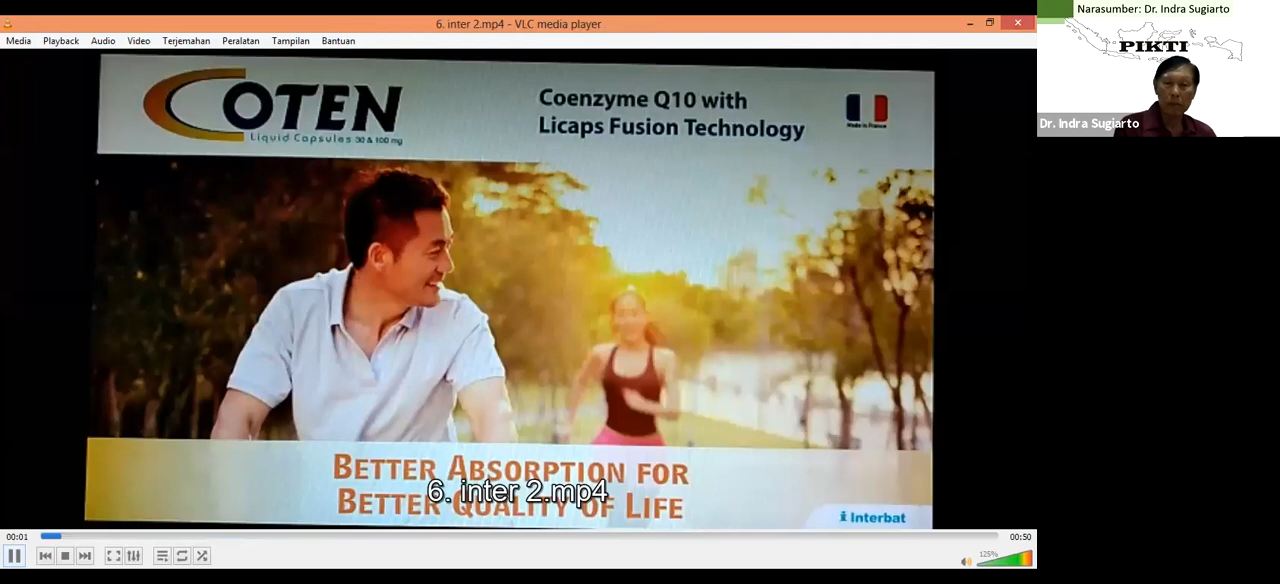 6. inter 2.mp4 - VLC media player
Media Playback Audio Video Terjemahan Peralatan Tampilan Bantuan
COTEN
Liquid Capsules 30 & 100 mg
Coenzyme Q10 with
Licaps Fusion Technology
Made in France
BETTER ABSORPTION FOR
BETTER QUALITY OF LIFE
6. inter 2.mp4
i Interbat
00:01
00:50
125%
Narasumber: Dr. Indra Sugiarto
PIKTI
Dr. Indra Sugiarto